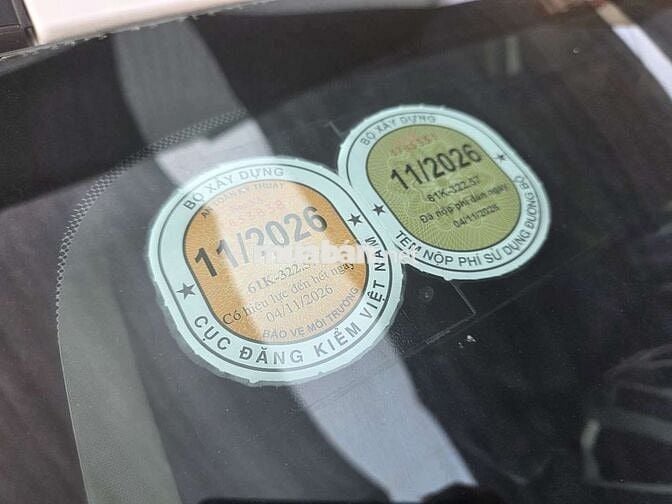 BỘ XÂY DỰNG
AN TOÀN KỸ THUẬT
11/2026
61K-322.57
Có hiệu lực đến hết ngày
04/11/2026
BẢO VỆ MÔI TRƯỜNG
CỤC ĐĂNG KIỂM VIỆT NAM
BỘ XÂY DỰNG
11/2026
61K-322.57
Đã nộp phí đến ngày
04/11/2026
TEM NỘP PHÍ SỬ DỤNG ĐƯỜNG BỘ